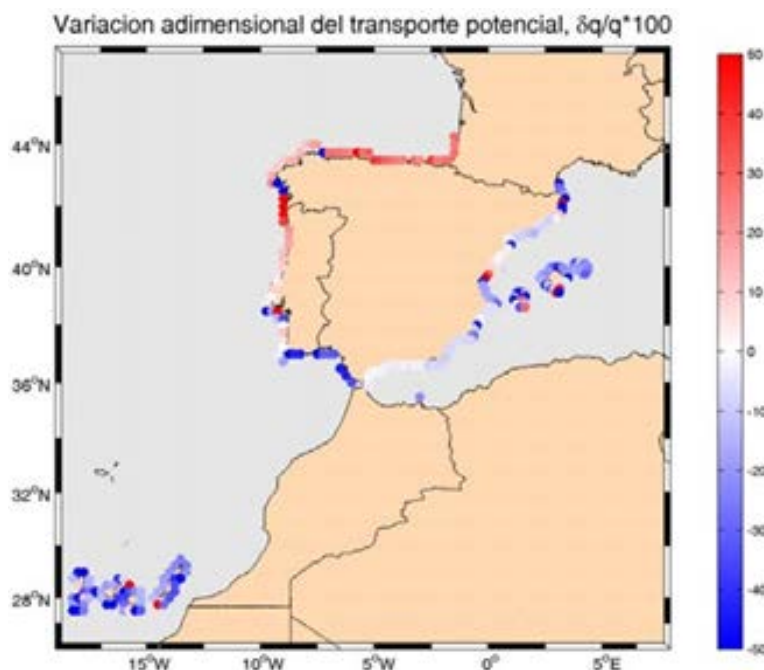 Variacion adimensional del transporte potencial, δq/q*100
44°N
40°N
36°N
32°N
28°N
15°W
10°W
5°W
0°
5°E
50
40
30
20
10
0
-10
-20
-30
-40
-50